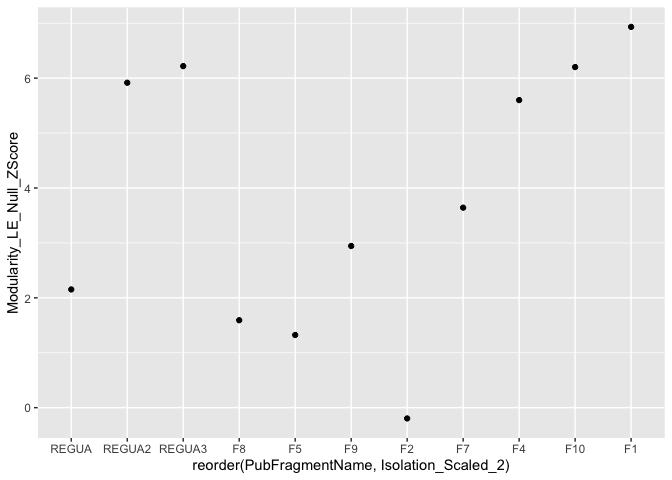 Modularity_LE_Null_ZScore
6
4
2
0
REGUA REGUA2 REGUA3 F8 F5 F9 F2 F7 F4 F10 F1
reorder(PubFragmentName, Isolation_Scaled_2)